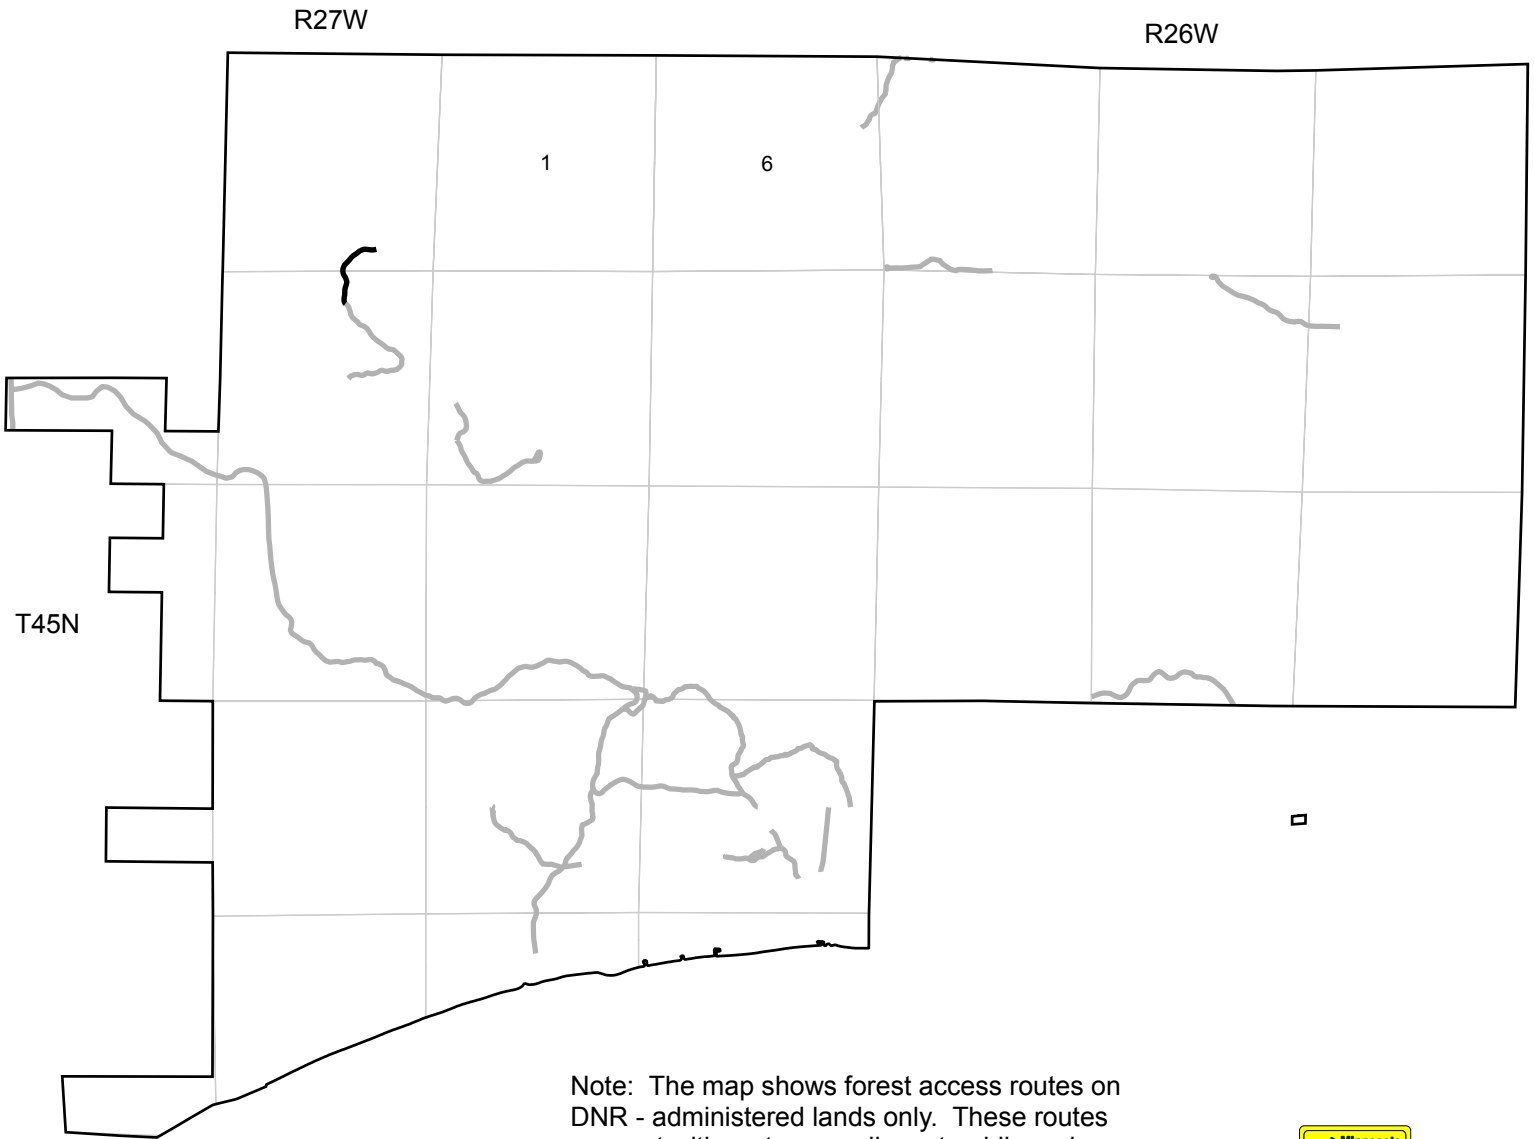 R27W
R26W
1
6
T45N
Note: The map shows forest access routes on
DNR - administered lands only. These routes
Minnesota